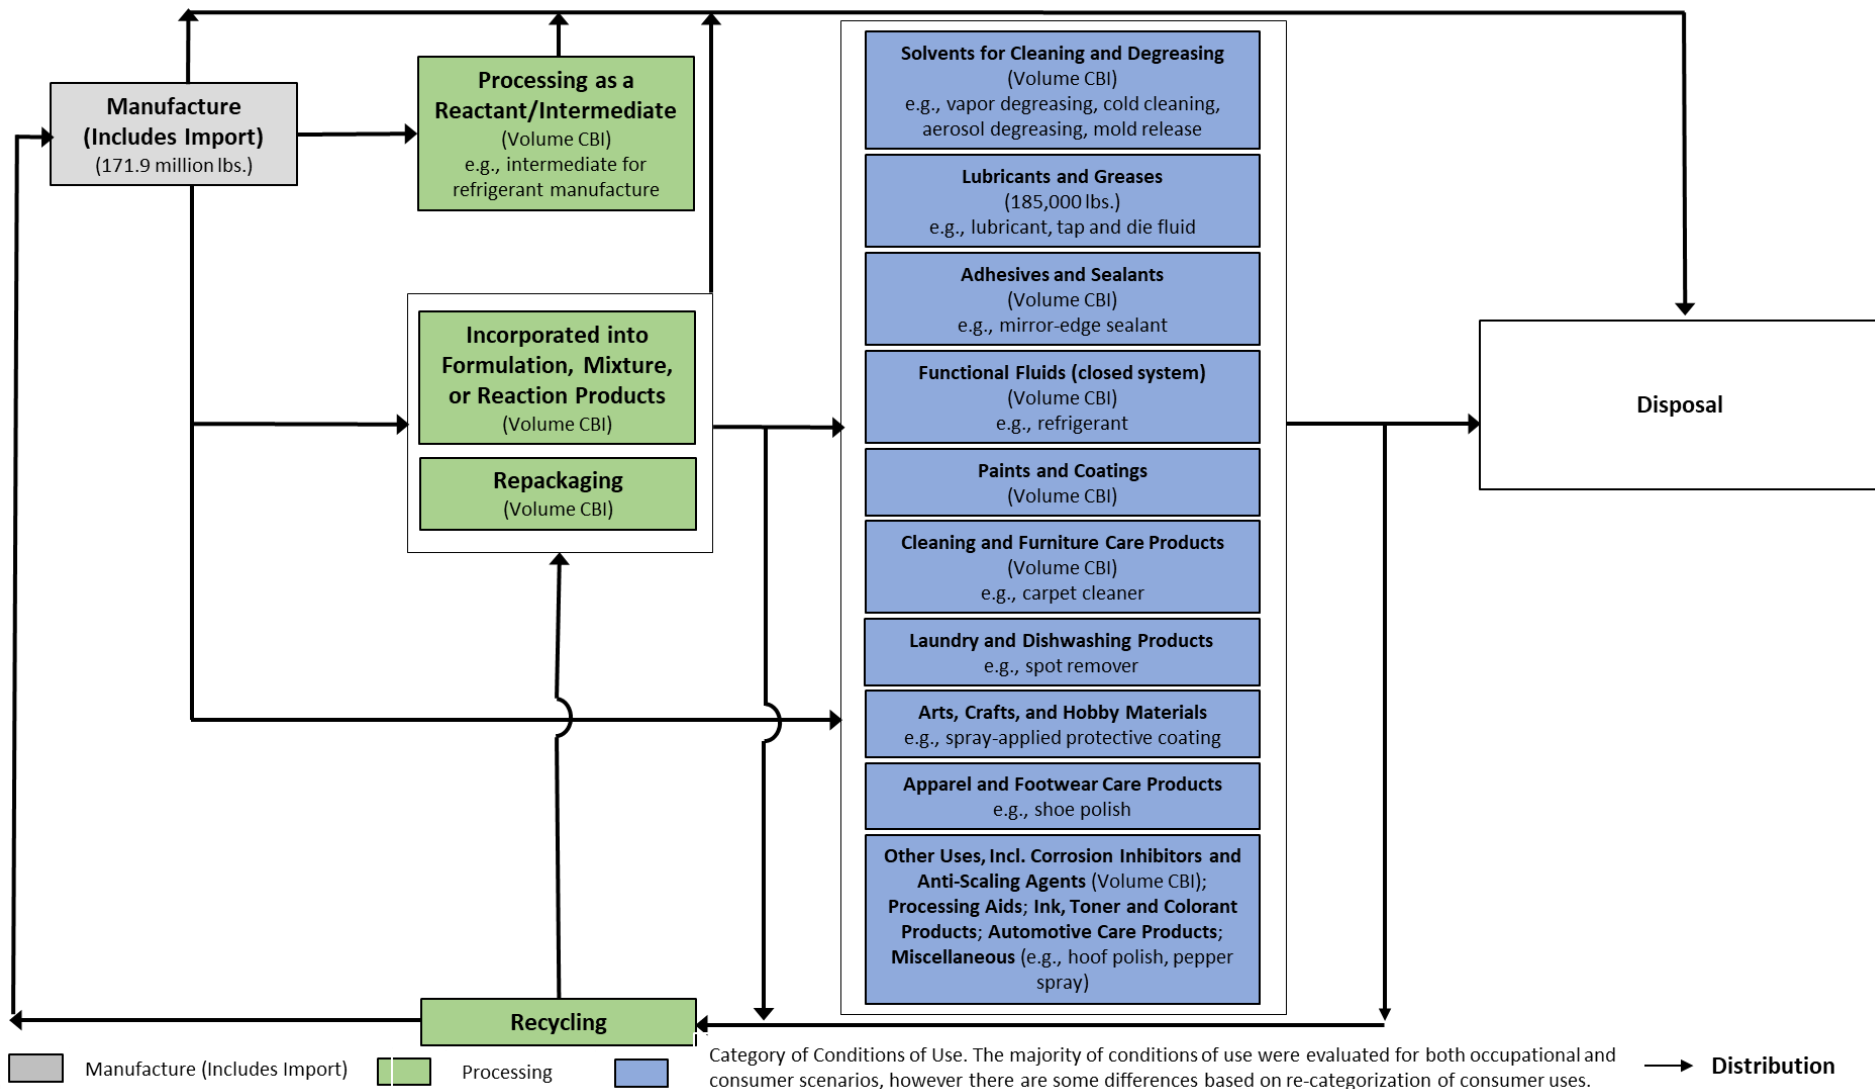 Manufacture
(Includes Import)
(171.9 million lbs.)
Processing as a
Reactant/Intermediate
(Volume CBI)
e.g., intermediate for
refrigerant manufacture
Incorporated into
Formulation, Mixture,
or Reaction Products
(Volume CBI)
Repackaging
(Volume CBI)
Recycling
Solvents for Cleaning and Degreasing
(Volume CBI)
e.g., vapor degreasing, cold cleaning,
aerosol degreasing, mold release
Lubricants and Greases
(185,000 lbs.)
e.g., lubricant, tap and die fluid
Adhesives and Sealants
(Volume CBI)
e.g., mirror-edge sealant
Functional Fluids (closed system)
(Volume CBI)
e.g., refrigerant
Paints and Coatings
(Volume CBI)
Cleaning and Furniture Care Products
(Volume CBI)
e.g., carpet cleaner
Laundry and Dishwashing Products
e.g., spot remover
Arts, Crafts, and Hobby Materials
e.g., spray-applied protective coating
Apparel and Footwear Care Products
e.g., shoe polish
Other Uses, Incl. Corrosion Inhibitors and
Anti-Scaling Agents (Volume CBI);
Processing Aids; Ink, Toner and Colorant
Products; Automotive Care Products;
Miscellaneous (e.g., hoof polish, pepper
spray)
Disposal
Manufacture (Includes Import)
Processing
Category of Conditions of Use. The majority of conditions of use were evaluated for both occupational and
consumer scenarios, however there are some differences based on re-categorization of consumer uses.
Distribution